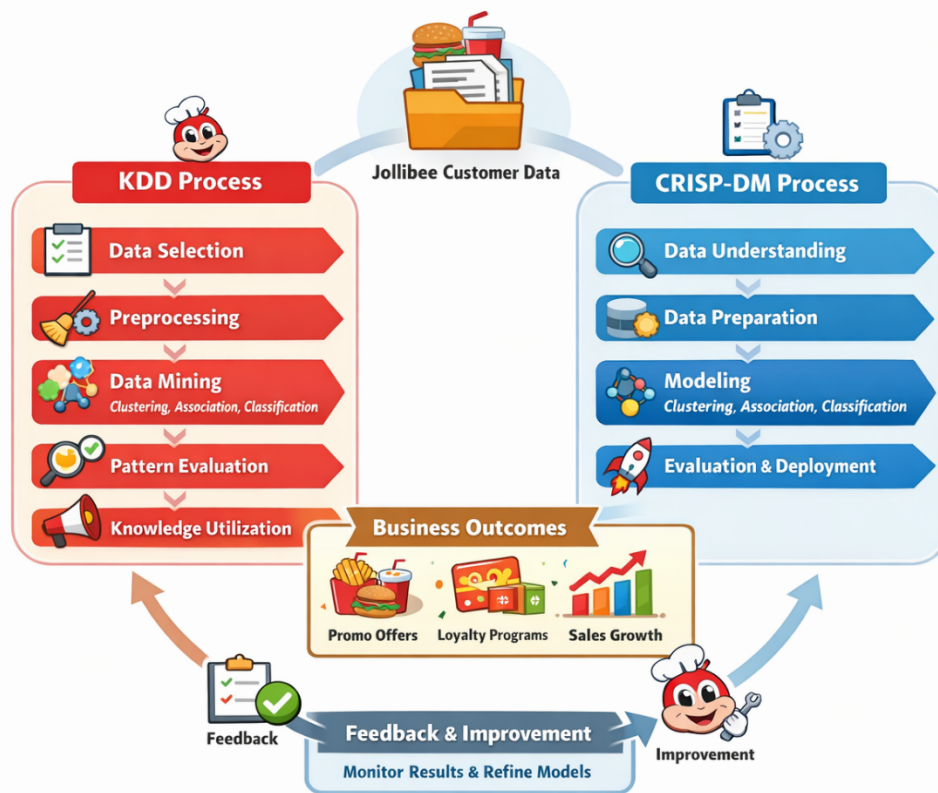 Jollibee Customer Data
KDD Process
Data Selection
Preprocessing
Data Mining
Clustering, Association, Classification
Pattern Evaluation
Knowledge Utilization
CRISP-DM Process
Data Understanding
Data Preparation
Modeling
Clustering, Association, Classification
Evaluation & Deployment
Business Outcomes
Promo Offers
Loyalty Programs
Sales Growth
Feedback
Feedback & Improvement
Monitor Results & Refine Models
Improvement